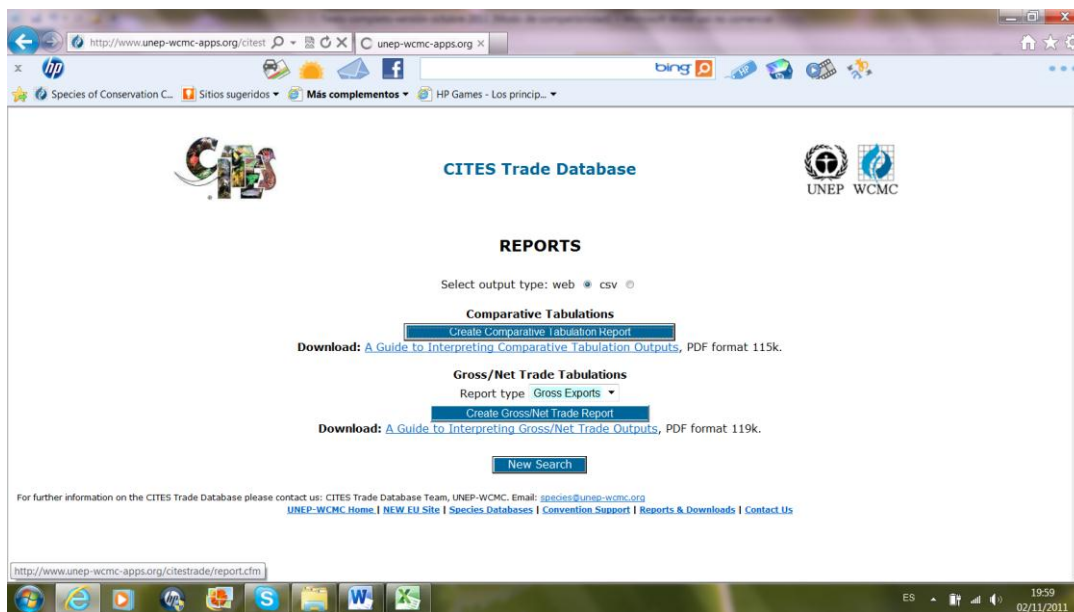 http://www.unep-wcmc-apps.org/citest
unep-wcmc-apps.org
bing
Species of Conservation C...
Sitios sugeridos
Más complementos
HP Games - Los princip...
CITES
CITES Trade Database
UNEP WCMC
REPORTS
Select output type: web csv
Comparative Tabulations
Create Comparative Tabulation Report
Download: A Guide to Interpreting Comparative Tabulation Outputs, PDF format 115k.
Gross/Net Trade Tabulations
Report type Gross Exports
Create Gross/Net Trade Report
Download: A Guide to Interpreting Gross/Net Trade Outputs, PDF format 119k.
New Search
For further information on the CITES Trade Database please contact us: CITES Trade Database Team, UNEP-WCMC. Email: species@unep-wcmc.org
UNEP-WCMC Home | NEW EU Site | Species Databases | Convention Support | Reports & Downloads | Contact Us
http://www.unep-wcmc-apps.org/citestrade/report.cfm
ES
19:59
02/11/2011